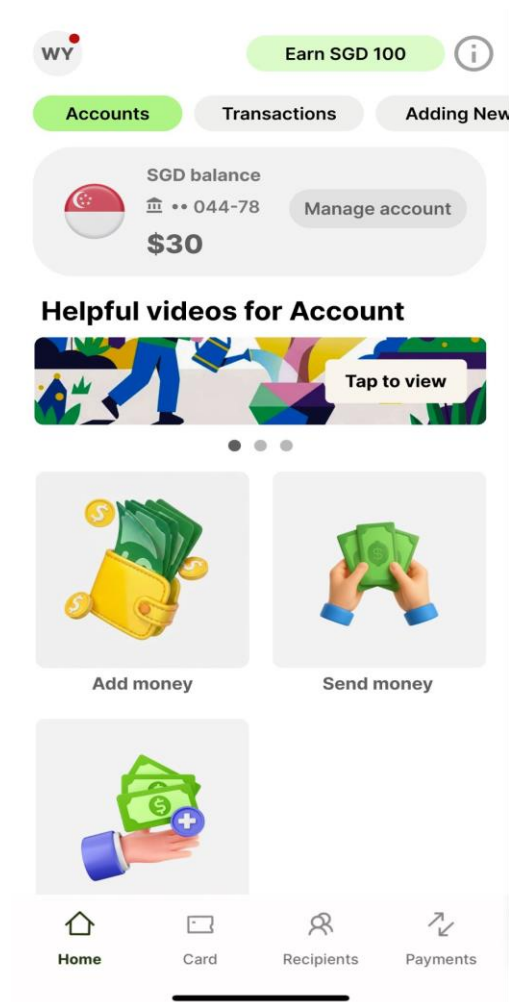 WY
Earn SGD 100
Accounts
Transactions
Adding New
SGD balance
•• 044-78
Manage account
$30
Helpful videos for Account
Tap to view
Add money
Send money
Home
Card
Recipients
Payments